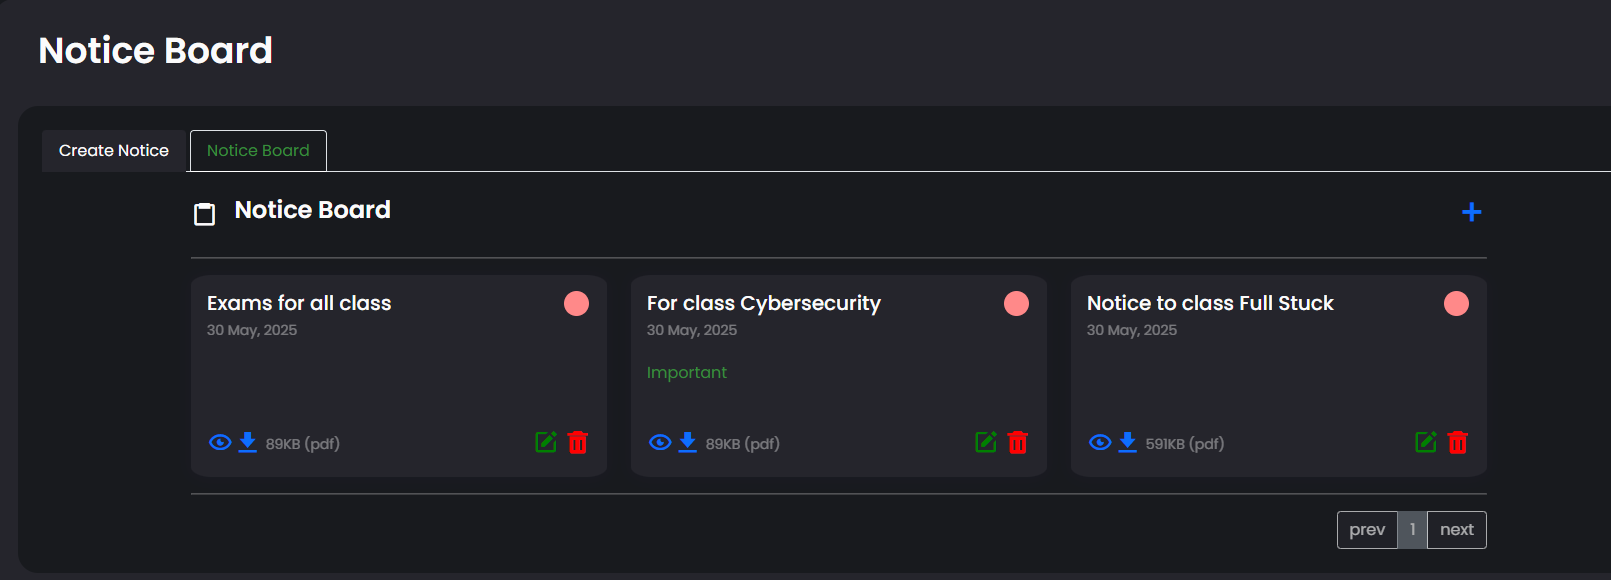 Notice Board
Create Notice
Notice Board
Notice Board
Exams for all class
30 May, 2025
89KB (pdf)
For class Cybersecurity
30 May, 2025
Important
89KB (pdf)
Notice to class Full Stuck
30 May, 2025
591KB (pdf)
prev 1 next